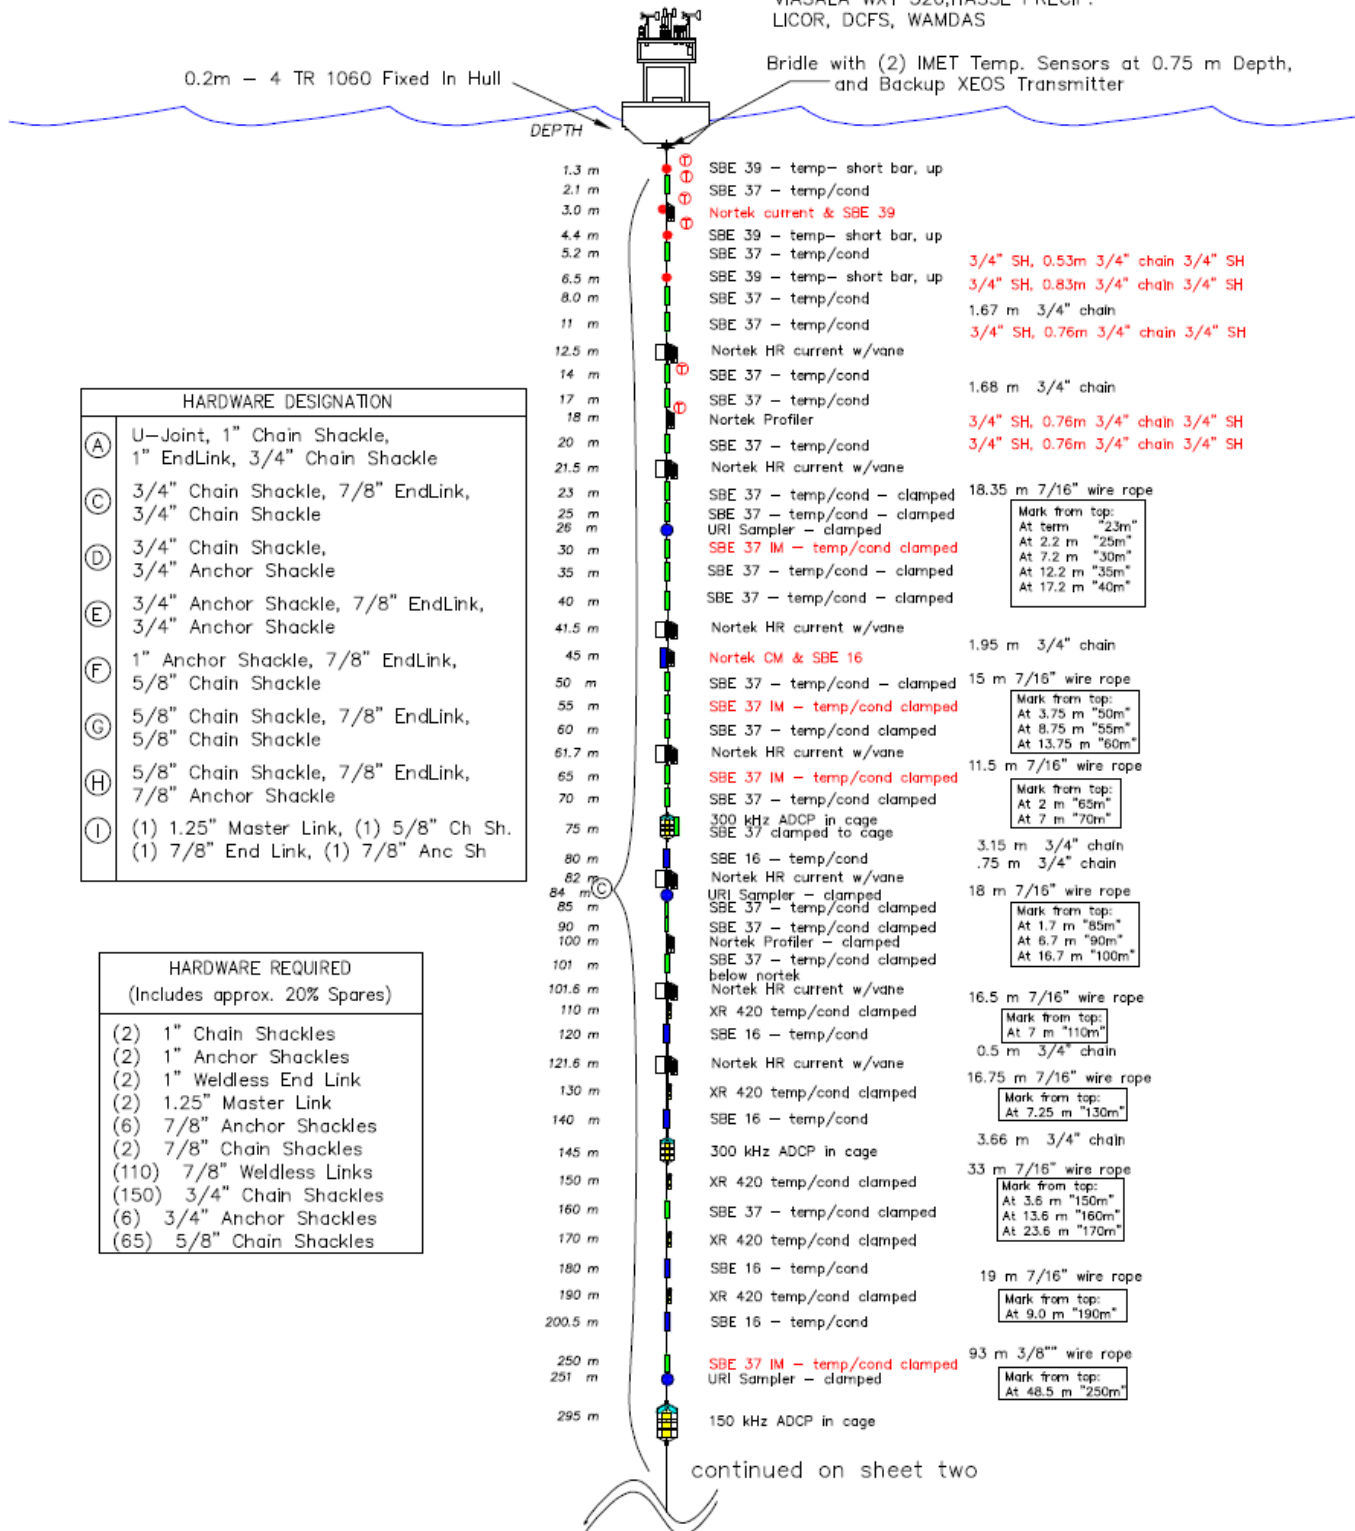 VIASALA WXT 520,HASSE PRECIP.
LICOR, DCFS, WAMDAS
Bridle with (2) IMET Temp. Sensors at 0.75 m Depth,
and Backup XEOS Transmitter
0.2m – 4 TR 1060 Fixed In Hull
DEPTH
1.3 m SBE 39 – temp– short bar, up
2.1 m SBE 37 – temp/cond
3.0 m Nortek current & SBE 39
4.4 m SBE 39 – temp– short bar, up
5.2 m SBE 37 – temp/cond
3/4" SH, 0.53m 3/4" chain 3/4" SH
6.5 m SBE 39 – temp– short bar, up
3/4" SH, 0.83m 3/4" chain 3/4" SH
8.0 m SBE 37 – temp/cond
1.67 m 3/4" chain
11 m SBE 37 – temp/cond
3/4" SH, 0.76m 3/4" chain 3/4" SH
12.5 m Nortek HR current w/vane
14 m SBE 37 – temp/cond
1.68 m 3/4" chain
17 m SBE 37 – temp/cond
18 m Nortek Profiler
3/4" SH, 0.76m 3/4" chain 3/4" SH
20 m SBE 37 – temp/cond
3/4" SH, 0.76m 3/4" chain 3/4" SH
21.5 m Nortek HR current w/vane
23 m SBE 37 – temp/cond – clamped
18.35 m 7/16" wire rope
25 m SBE 37 – temp/cond – clamped
26 m URI Sampler – clamped
30 m SBE 37 IM – temp/cond clamped
35 m SBE 37 – temp/cond – clamped
40 m SBE 37 – temp/cond – clamped
Mark from top:
At term "23m"
At 2.2 m "25m"
At 7.2 m "30m"
At 12.2 m "35m"
At 17.2 m "40m"
41.5 m Nortek HR current w/vane
1.95 m 3/4" chain
45 m Nortek CM & SBE 16
50 m SBE 37 – temp/cond – clamped
15 m 7/16" wire rope
55 m SBE 37 IM – temp/cond clamped
60 m SBE 37 – temp/cond clamped
Mark from top:
At 3.75 m "50m"
At 8.75 m "55m"
At 13.75 m "60m"
61.7 m Nortek HR current w/vane
11.5 m 7/16" wire rope
65 m SBE 37 IM – temp/cond clamped
70 m SBE 37 – temp/cond clamped
Mark from top:
At 2 m "65m"
At 7 m "70m"
75 m 300 kHz ADCP in cage
SBE 37 clamped to cage
3.15 m 3/4" chain
80 m SBE 16 – temp/cond
.75 m 3/4" chain
82 m Nortek HR current w/vane
84 m URI Sampler – clamped
18 m 7/16" wire rope
C
85 m SBE 37 – temp/cond clamped
90 m SBE 37 – temp/cond clamped
100 m Nortek Profiler – clamped
Mark from top:
At 1.7 m "85m"
At 6.7 m "90m"
At 16.7 m "100m"
101 m SBE 37 – temp/cond clamped
below nortek
101.6 m Nortek HR current w/vane
16.5 m 7/16" wire rope
110 m XR 420 temp/cond clamped
Mark from top:
At 7 m "110m"
120 m SBE 16 – temp/cond
0.5 m 3/4" chain
121.6 m Nortek HR current w/vane
16.75 m 7/16" wire rope
130 m XR 420 temp/cond clamped
Mark from top:
At 7.25 m "130m"
140 m SBE 16 – temp/cond
3.66 m 3/4" chain
145 m 300 kHz ADCP in cage
33 m 7/16" wire rope
150 m XR 420 temp/cond clamped
160 m SBE 37 – temp/cond clamped
170 m XR 420 temp/cond clamped
Mark from top:
At 3.6 m "150m"
At 13.6 m "160m"
At 23.6 m "170m"
180 m SBE 16 – temp/cond
19 m 7/16" wire rope
190 m XR 420 temp/cond clamped
Mark from top:
At 9.0 m "190m"
200.5 m SBE 16 – temp/cond
93 m 3/8"" wire rope
250 m SBE 37 IM – temp/cond clamped
251 m URI Sampler – clamped
Mark from top:
At 48.5 m "250m"
295 m 150 kHz ADCP in cage
continued on sheet two
T
T
T
T
T
T
HARDWARE DESIGNATION
A U–Joint, 1" Chain Shackle,
1" EndLink, 3/4" Chain Shackle
C 3/4" Chain Shackle, 7/8" EndLink,
3/4" Chain Shackle
D 3/4" Chain Shackle,
3/4" Anchor Shackle
E 3/4" Anchor Shackle, 7/8" EndLink,
3/4" Anchor Shackle
F 1" Anchor Shackle, 7/8" EndLink,
5/8" Chain Shackle
G 5/8" Chain Shackle, 7/8" EndLink,
5/8" Chain Shackle
H 5/8" Chain Shackle, 7/8" EndLink,
7/8" Anchor Shackle
I (1) 1.25" Master Link, (1) 5/8" Ch Sh.
(1) 7/8" End Link, (1) 7/8" Anc Sh
HARDWARE REQUIRED
(Includes approx. 20% Spares)
(2) 1" Chain Shackles
(2) 1" Anchor Shackles
(2) 1" Weldless End Link
(2) 1.25" Master Link
(6) 7/8" Anchor Shackles
(2) 7/8" Chain Shackles
(110) 7/8" Weldless Links
(150) 3/4" Chain Shackles
(6) 3/4" Anchor Shackles
(65) 5/8" Chain Shackles